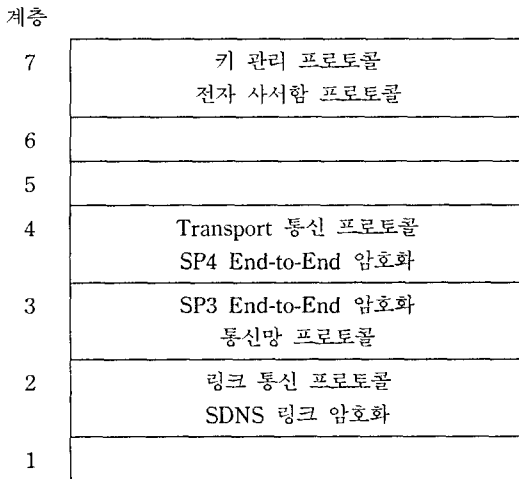 계층
7
키 관리 프로토콜
전자 사서함 프로토콜
6
5
4
Transport 통신 프로토콜
SP4 End-to-End 암호화
3
SP3 End-to-End 암호화
통신망 프로토콜
2
링크 통신 프로토콜
SDNS 링크 암호화
1